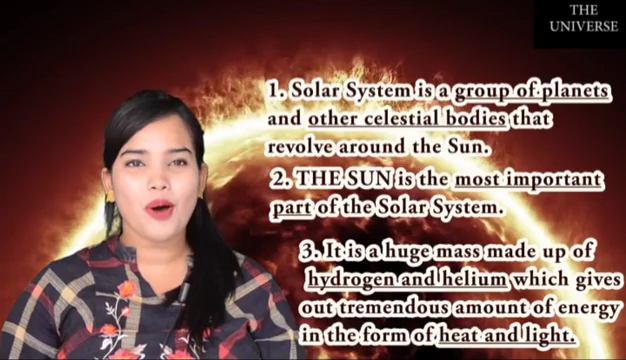 THE
UNIVERSE
1. Solar System is a group of planets
and other celestial bodies that
revolve around the Sun.
2. THE SUN is the most important
part of the Solar System.
3. It is a huge mass made up of
hydrogen and helium which gives
out tremendous amount of energy
in the form of heat and light.